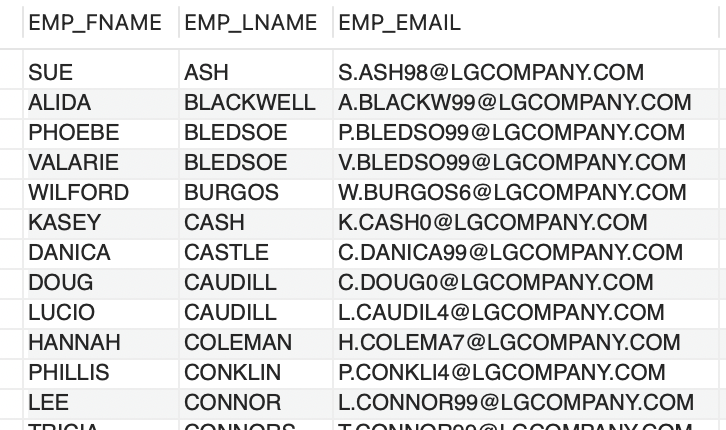 EMP_FNAME EMP_LNAME EMP_EMAIL
SUE ASH S.ASH98@LGCOMPANY.COM
ALIDA BLACKWELL A.BLACKW99@LGCOMPANY.COM
PHOEBE BLEDSOE P.BLEDSO99@LGCOMPANY.COM
VALARIE BLEDSOE V.BLEDSO99@LGCOMPANY.COM
WILFORD BURGOS W.BURGOS6@LGCOMPANY.COM
KASEY CASH K.CASH0@LGCOMPANY.COM
DANICA CASTLE C.DANICA99@LGCOMPANY.COM
DOUG CAUDILL C.DOUG0@LGCOMPANY.COM
LUCIO CAUDILL L.CAUDIL4@LGCOMPANY.COM
HANNAH COLEMAN H.COLEMA7@LGCOMPANY.COM
PHILLIS CONKLIN P.CONKLI4@LGCOMPANY.COM
LEE CONNOR L.CONNOR99@LGCOMPANY.COM
TRICIA CONNORS T.CONNOR99@LGCOMPANY.COM